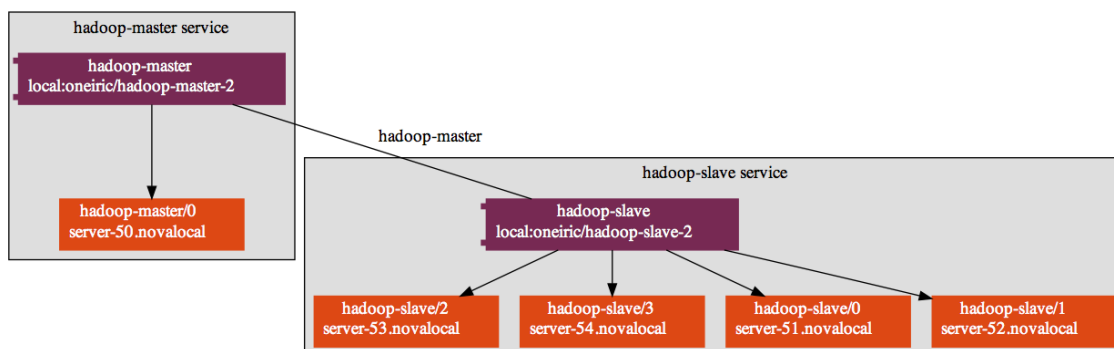 hadoop-master service
hadoop-master
local:oneiric/hadoop-master-2
hadoop-master
hadoop-master/0
server-50.novalocal
hadoop-slave service
hadoop-slave
local:oneiric/hadoop-slave-2
hadoop-slave/2
server-53.novalocal
hadoop-slave/3
server-54.novalocal
hadoop-slave/0
server-51.novalocal
hadoop-slave/1
server-52.novalocal